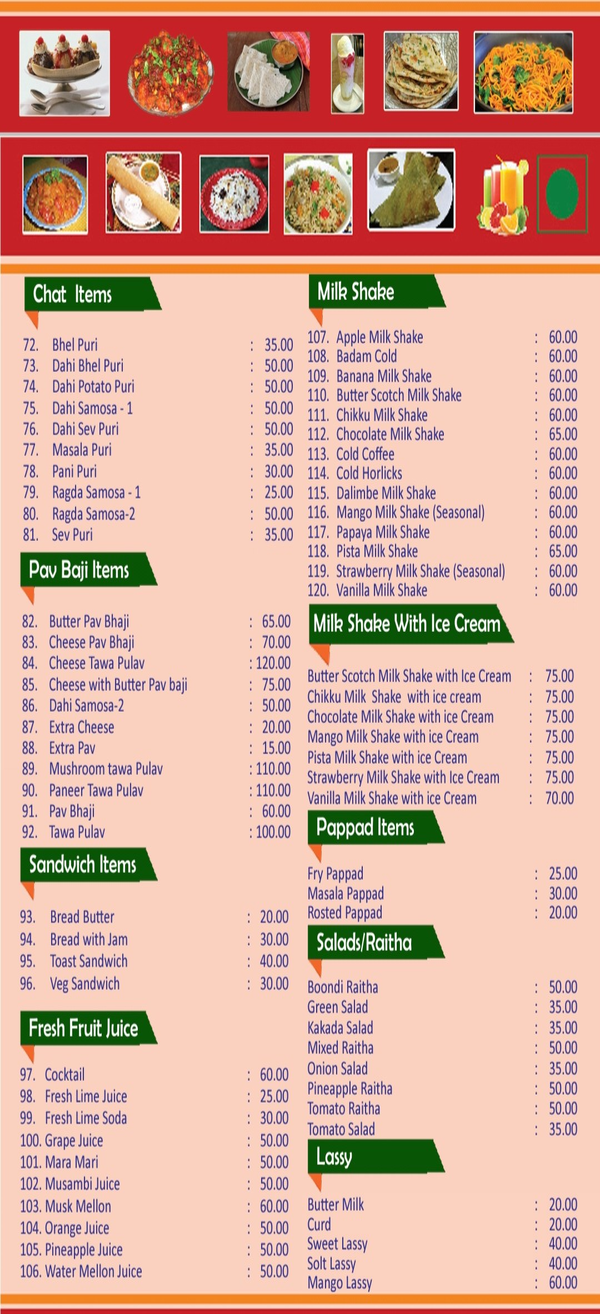 Chat Items
72. Bhel Puri : 35.00
73. Dahi Bhel Puri : 50.00
74. Dahi Potato Puri : 50.00
75. Dahi Samosa - 1 : 50.00
76. Dahi Sev Puri : 50.00
77. Masala Puri : 35.00
78. Pani Puri : 30.00
79. Ragda Samosa - 1 : 25.00
80. Ragda Samosa-2 : 50.00
81. Sev Puri : 35.00
Pav Baji Items
82. Butter Pav Bhaji : 65.00
83. Cheese Pav Bhaji : 70.00
84. Cheese Tawa Pulav : 120.00
85. Cheese with Butter Pav baji : 75.00
86. Dahi Samosa-2 : 50.00
87. Extra Cheese : 20.00
88. Extra Pav : 15.00
89. Mushroom tawa Pulav : 110.00
90. Paneer Tawa Pulav : 110.00
91. Pav Bhaji : 60.00
92. Tawa Pulav : 100.00
Sandwich Items
93. Bread Butter : 20.00
94. Bread with Jam : 30.00
95. Toast Sandwich : 40.00
96. Veg Sandwich : 30.00
Fresh Fruit Juice
97. Cocktail : 60.00
98. Fresh Lime Juice : 25.00
99. Fresh Lime Soda : 30.00
100. Grape Juice : 50.00
101. Mara Mari : 50.00
102. Musambi Juice : 50.00
103. Musk Mellon : 60.00
104. Orange Juice : 50.00
105. Pineapple Juice : 50.00
106. Water Mellon Juice : 50.00
Milk Shake
107. Apple Milk Shake : 60.00
108. Badam Cold : 60.00
109. Banana Milk Shake : 60.00
110. Butter Scotch Milk Shake : 60.00
111. Chikku Milk Shake : 60.00
112. Chocolate Milk Shake : 65.00
113. Cold Coffee : 60.00
114. Cold Horlicks : 60.00
115. Dalimbe Milk Shake : 60.00
116. Mango Milk Shake (Seasonal) : 60.00
117. Papaya Milk Shake : 60.00
118. Pista Milk Shake : 65.00
119. Strawberry Milk Shake (Seasonal) : 60.00
120. Vanilla Milk Shake : 60.00
Milk Shake With Ice Cream
Butter Scotch Milk Shake with Ice Cream : 75.00
Chikku Milk Shake with ice cream : 75.00
Chocolate Milk Shake with ice Cream : 75.00
Mango Milk Shake with ice Cream : 75.00
Pista Milk Shake with ice Cream : 75.00
Strawberry Milk Shake with Ice Cream : 75.00
Vanilla Milk Shake with ice Cream : 70.00
Pappad Items
Fry Pappad : 25.00
Masala Pappad : 30.00
Rosted Pappad : 20.00
Salads/Raitha
Boondi Raitha : 50.00
Green Salad : 35.00
Kakada Salad : 35.00
Mixed Raitha : 50.00
Onion Salad : 35.00
Pineapple Raitha : 50.00
Tomato Raitha : 50.00
Tomato Salad : 35.00
Lassy
Butter Milk : 20.00
Curd : 20.00
Sweet Lassy : 40.00
Solt Lassy : 40.00
Mango Lassy : 60.00